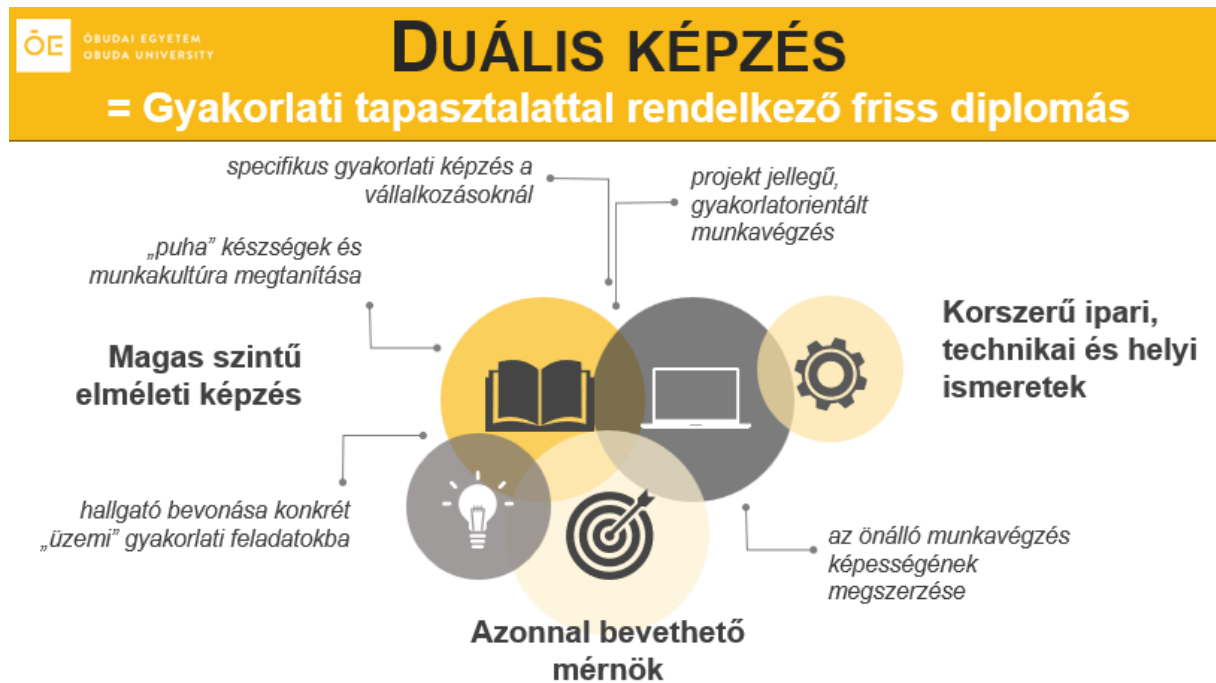 ŌE
ÓBUDAI EGYETEM
ÓBUDA UNIVERSITY
DUÁLIS KÉPZÉS
= Gyakorlati tapasztalattal rendelkező friss diplomás
specifikus gyakorlati képzés a
vállalkozásoknál
projekt jellegű,
gyakorlatorientált
munkavégzés
„puha” készségek és
munkakultúra megtanítása
Magas szintű
elméleti képzés
Korszerű ipari,
technikai és helyi
ismeretek
hallgató bevonása konkrét
„üzemi” gyakorlati feladatokba
az önálló munkavégzés
képességének
megszerzése
Azonnal bevethető
mérnök